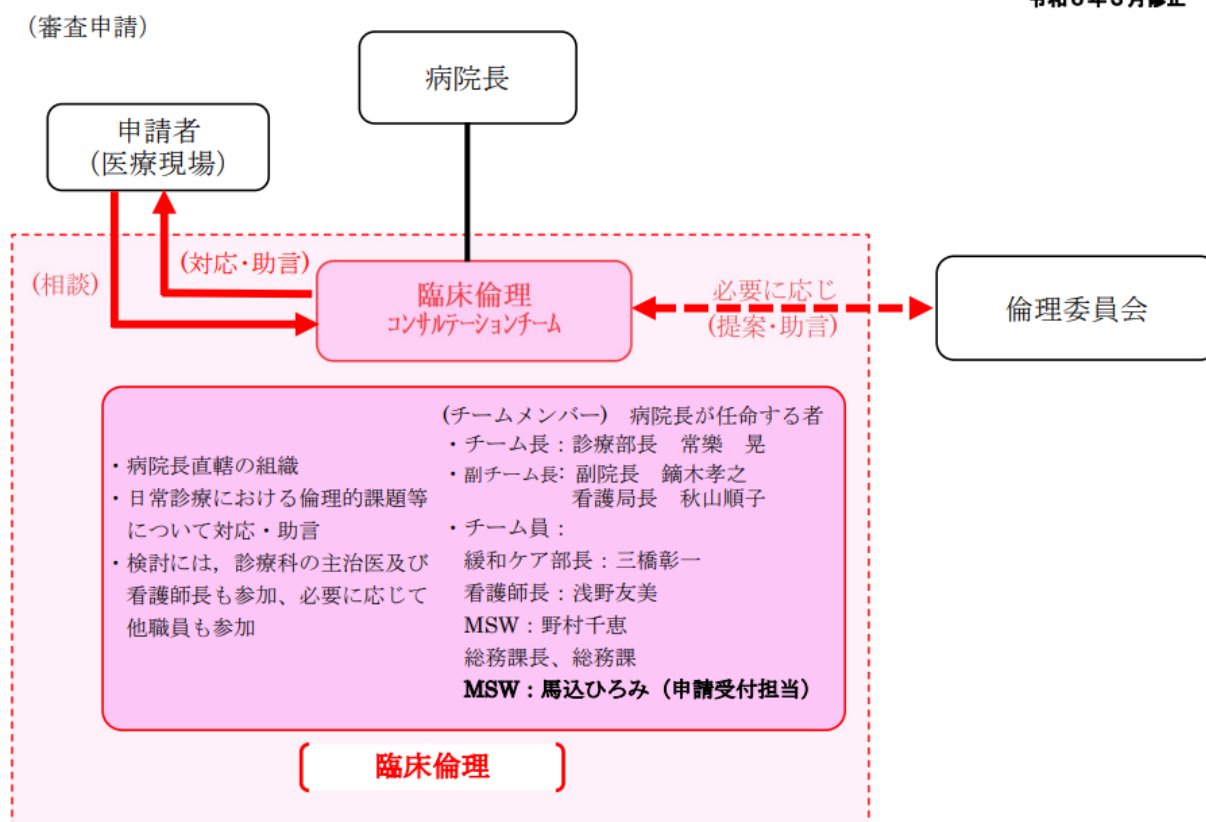 (審査申請)
病院長
申請者
(医療現場)
(相談)
(対応・助言)
臨床倫理
コンサルテーションチーム
必要に応じ
(提案・助言)
倫理委員会
・病院長直轄の組織
・日常診療における倫理的課題等
について対応・助言
・検討には，診療科の主治医及び
看護師長も参加、必要に応じて
他職員も参加
(チームメンバー)　病院長が任命する者
・チーム長：診療部長　常樂　晃
・副チーム長：副院長　鏑木孝之
看護局長　秋山順子
・チーム員：
緩和ケア部長：三橋彰一
看護師長：浅野友美
MSW：野村千恵
総務課長、総務課
MSW：馬込ひろみ（申請受付担当）
臨床倫理